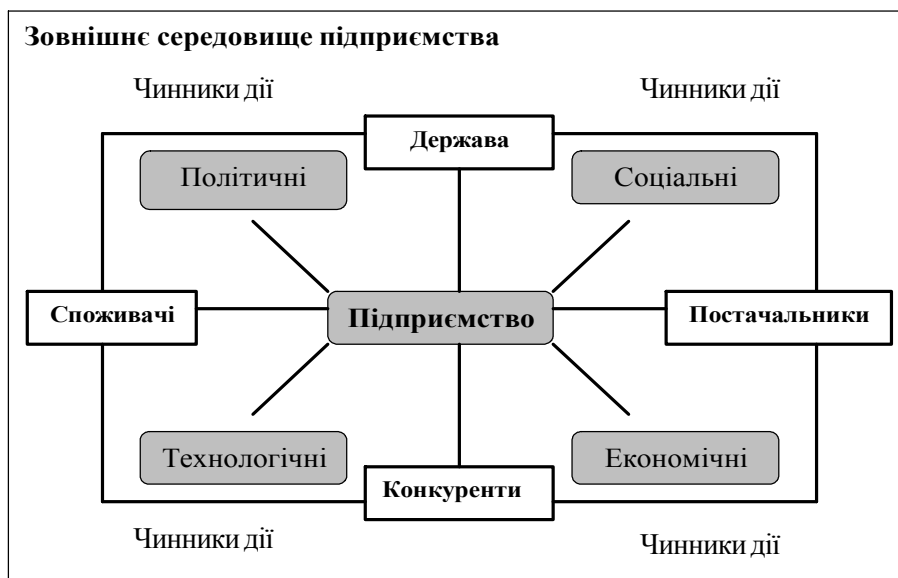 Зовнішнє середовище підприємства
Чинники дії
Чинники дії
Держава
Політичні
Соціальні
Споживачі
Підприємство
Постачальники
Технологічні
Економічні
Конкуренти
Чинники дії
Чинники дії